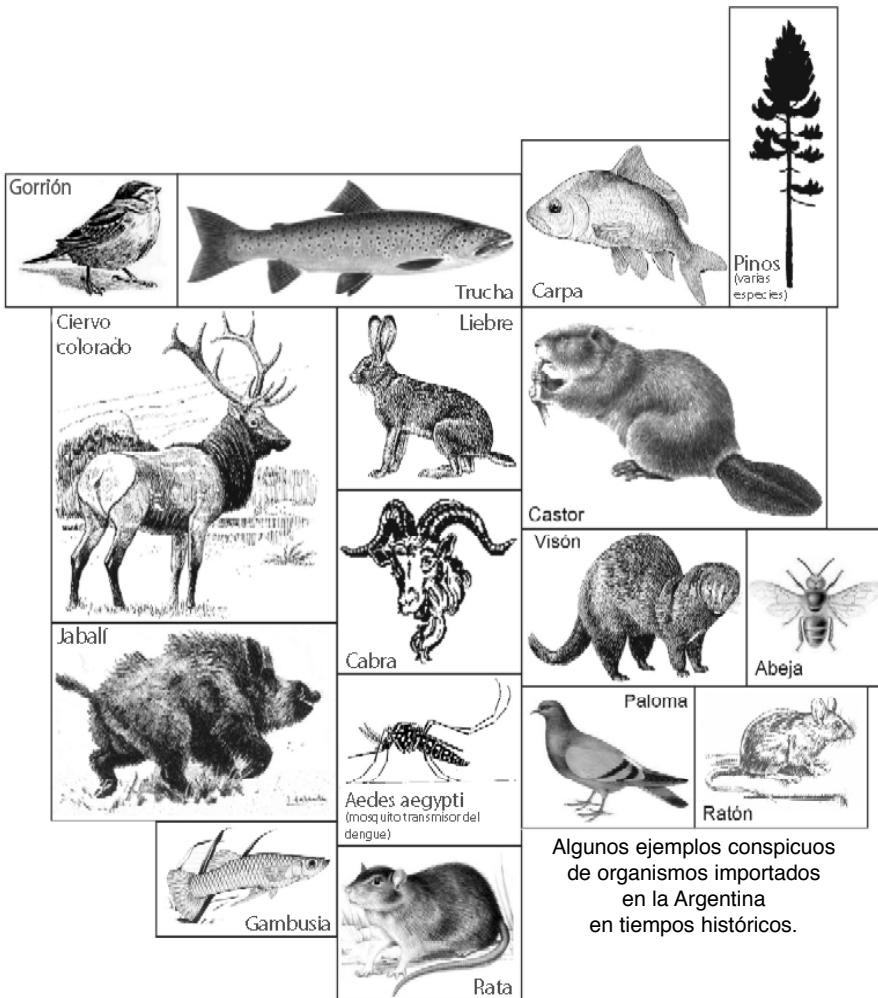 Gorrión
Trucha
Carpa
Pinos
(varias
especies)
Ciervo
colorado
Liebre
Castor
Cabra
Visón
Abeja
Jabalí
Aedes aegypti
(mosquito transmisor del
dengue)
Paloma
Ratón
Gambusia
Rata
Algunos ejemplos conspicuos
de organismos importados
en la Argentina
en tiempos históricos.